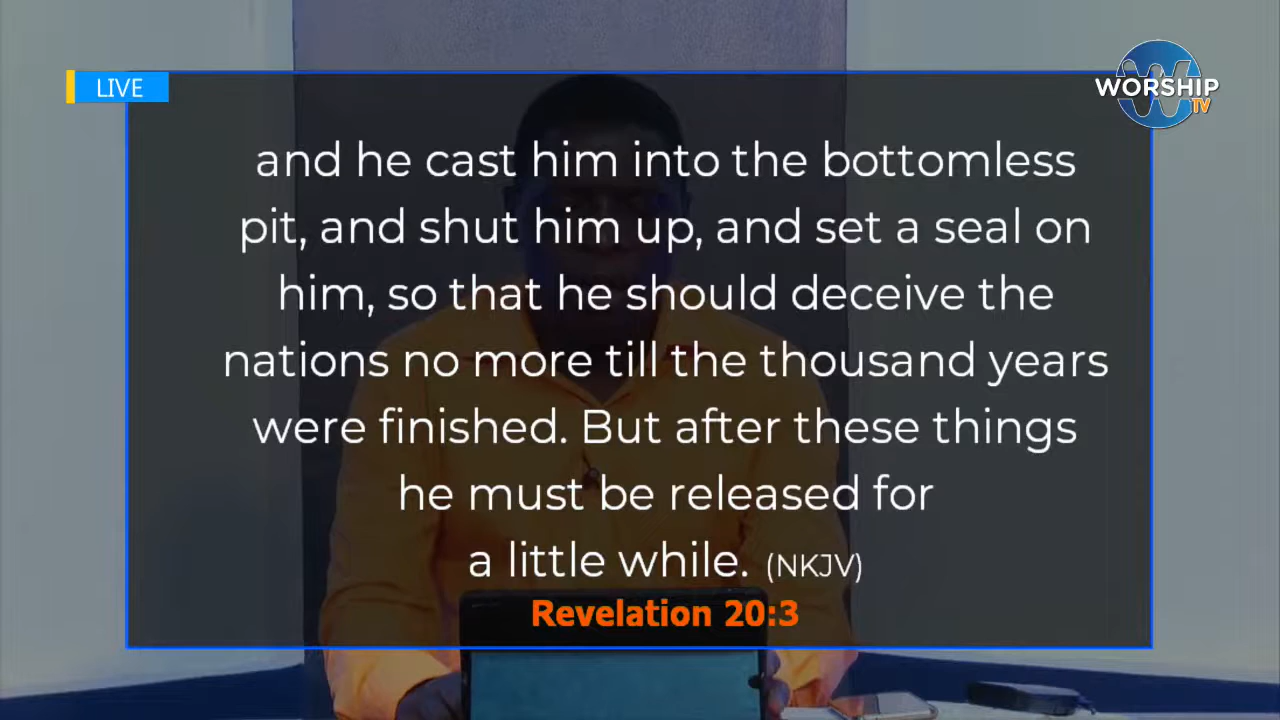 LIVE
WORSHIP
TV
and he cast him into the bottomless
pit, and shut him up, and set a seal on
him, so that he should deceive the
nations no more till the thousand years
were finished. But after these things
he must be released for
a little while. (NKJV)
Revelation 20:3